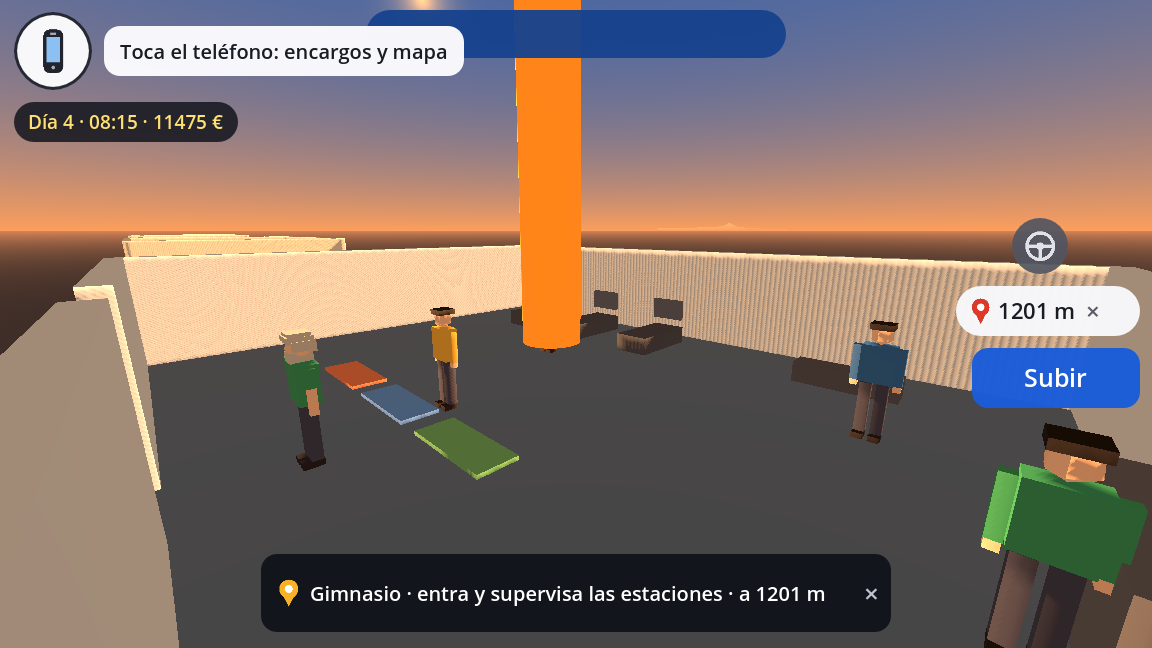 Toca el teléfono: encargos y mapa
Día 4 · 08:15 · 11475 €
1201 m ×
Subir
Gimnasio · entra y supervisa las estaciones · a 1201 m ×